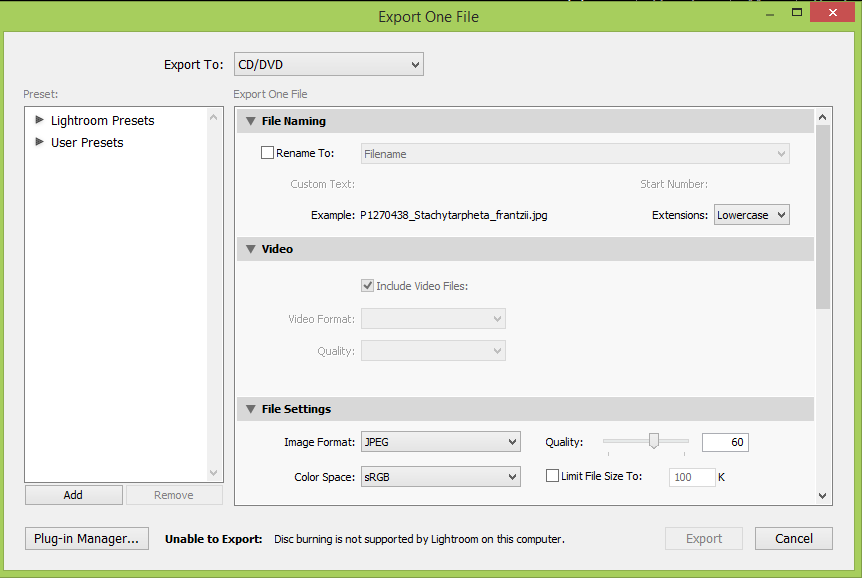 Export One File
Export To: CD/DVD
Preset:
Export One File
Lightroom Presets
User Presets
File Naming
Rename To: Filename
Custom Text: Start Number:
Example: P1270438_Stachytarpheta_frantzii.jpg Extensions: Lowercase
Video
Include Video Files:
Video Format:
Quality:
File Settings
Image Format: JPEG Quality: 60
Color Space: sRGB Limit File Size To: 100 K
Add Remove
Plug-in Manager... Unable to Export: Disc burning is not supported by Lightroom on this computer. Export Cancel